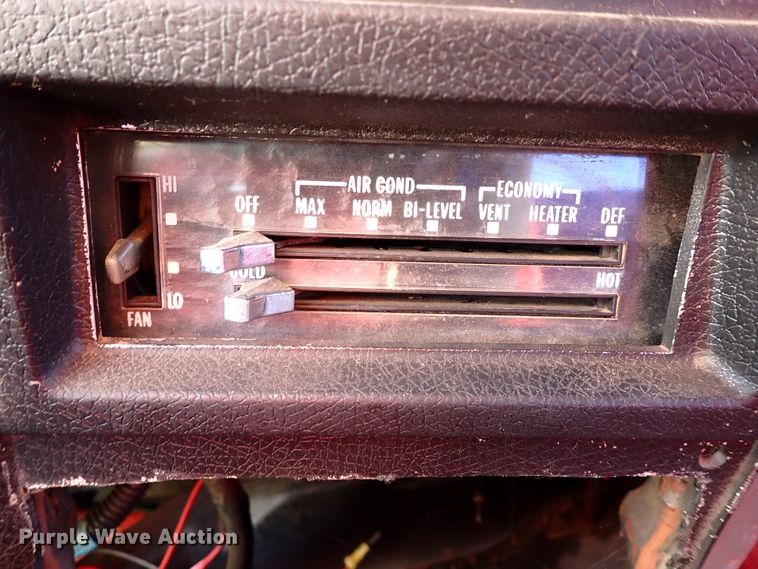 HI
AIR COND
ECONOMY
OFF
MAX
NORM
BI-LEVEL
VENT
HEATER
DEF
COLD
HOT
LO
FAN
Purple Wave Auction